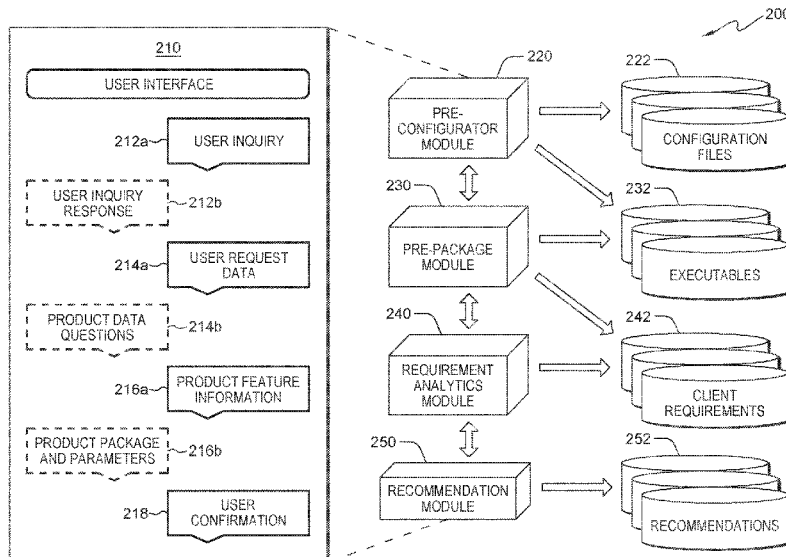 200
210
USER INTERFACE
212a
USER INQUIRY
USER INQUIRY
RESPONSE
212b
214a
USER REQUEST
DATA
PRODUCT DATA
QUESTIONS
214b
216a
PRODUCT FEATURE
INFORMATION
PRODUCT PACKAGE
AND PARAMETERS
216b
218
USER
CONFIRMATION
220
PRE-
CONFIGURATOR
MODULE
222
CONFIGURATION
FILES
230
PRE-PACKAGE
MODULE
232
EXECUTABLES
240
REQUIREMENT
ANALYTICS
MODULE
242
CLIENT
REQUIREMENTS
250
RECOMMENDATION
MODULE
252
RECOMMENDATIONS